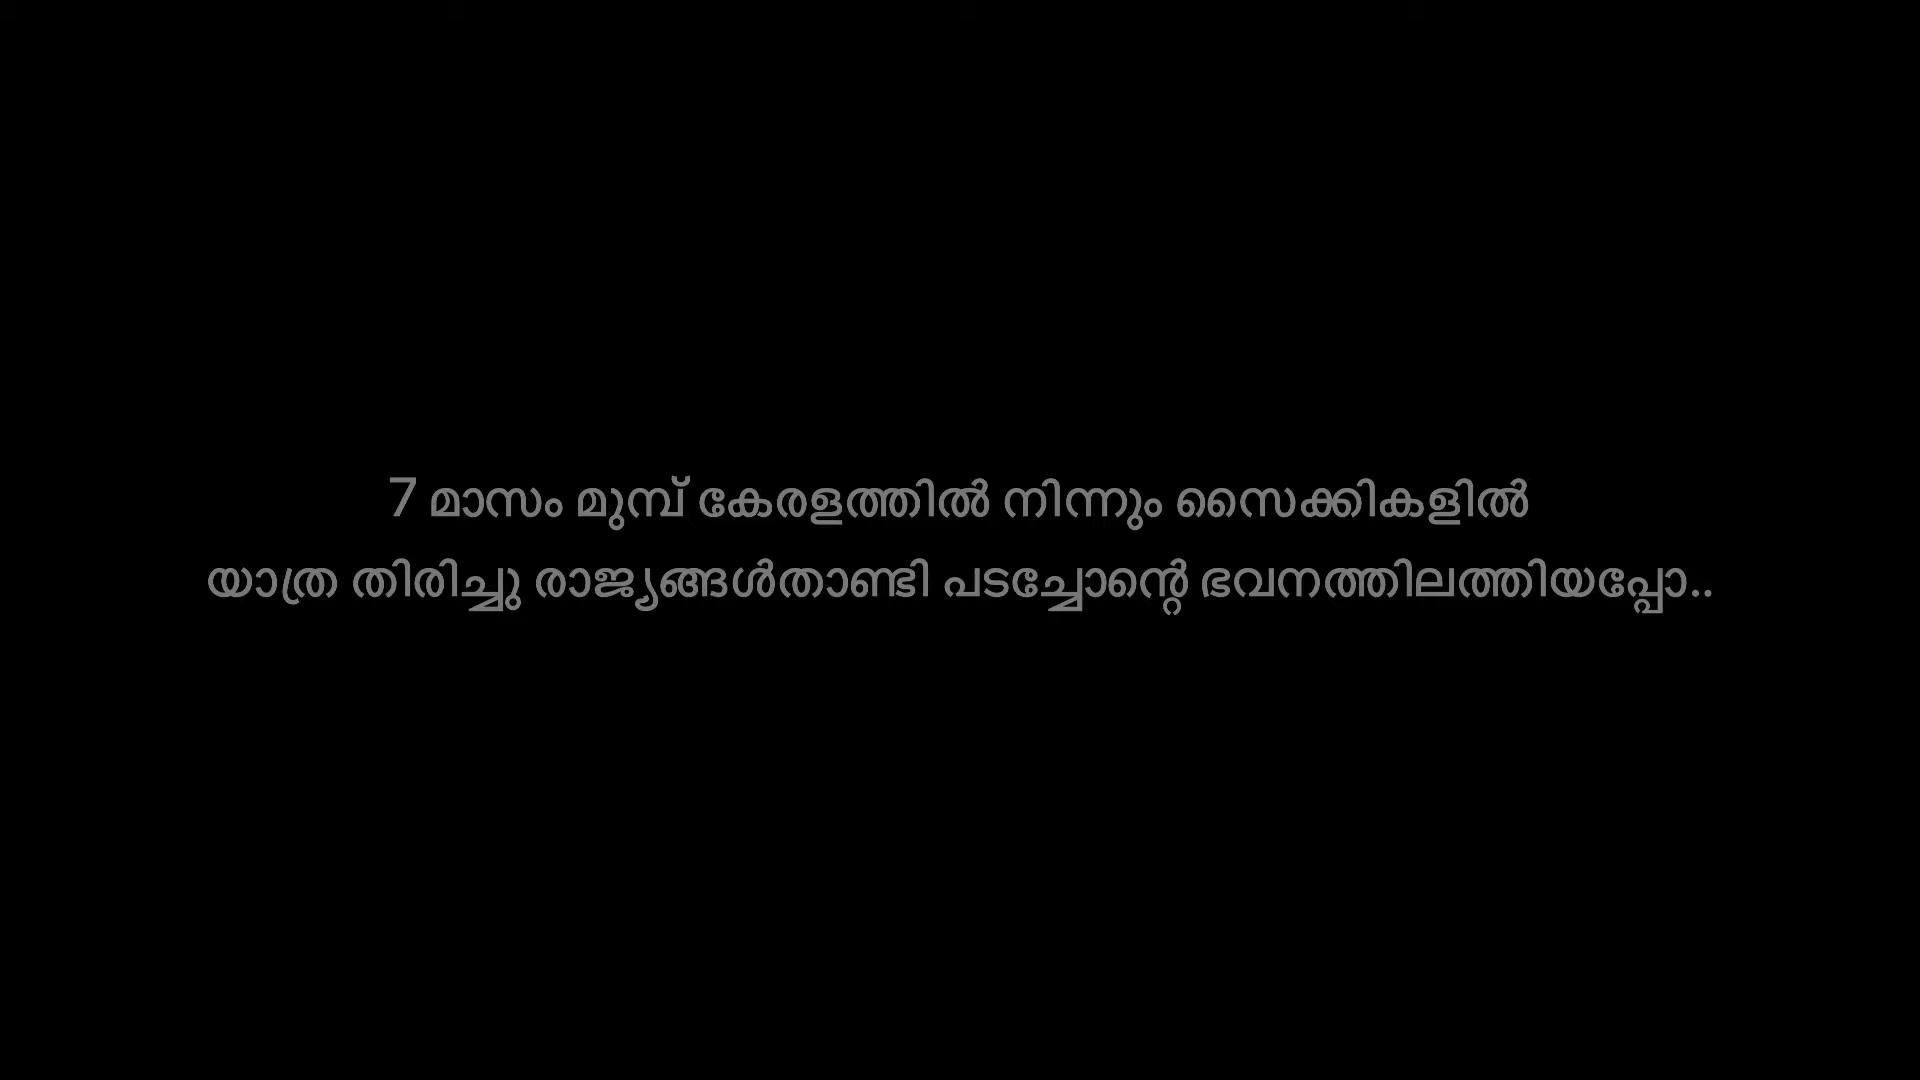 7 മാസം മുമ്പ് കേരളത്തിൽ നിന്നും സൈക്കികളിൽ
യാത്ര തിരിച്ചു രാജ്യങ്ങൾതാണ്ടി പടച്ചോന്റെ ഭവനത്തിലത്തിയപ്പോ..